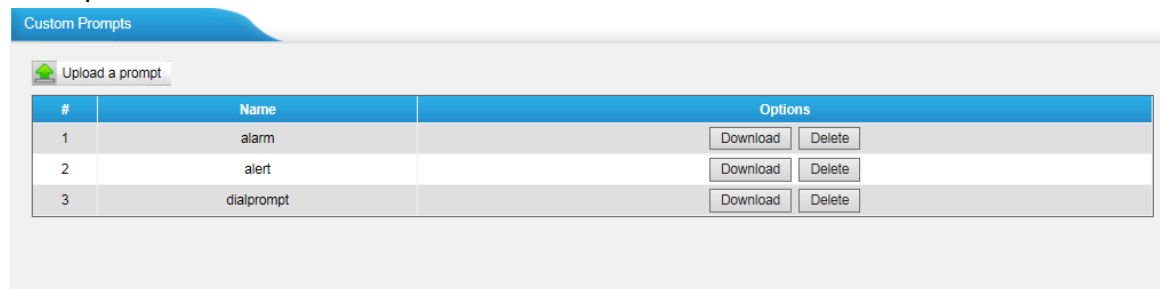 Custom Prompts
Upload a prompt
# Name Options
1 alarm Download Delete
2 alert Download Delete
3 dialprompt Download Delete